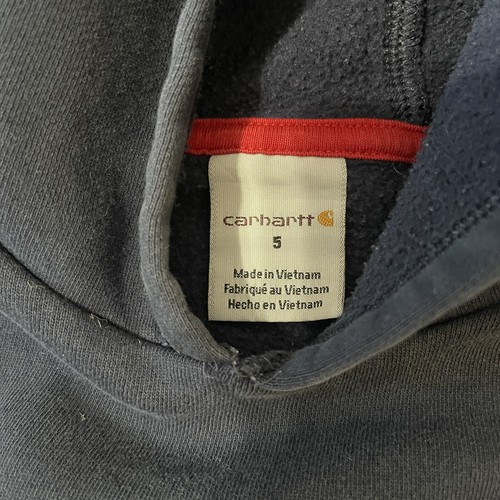 carhartt
5
Made in Vietnam
Fabriqué au Vietnam
Hecho en Vietnam